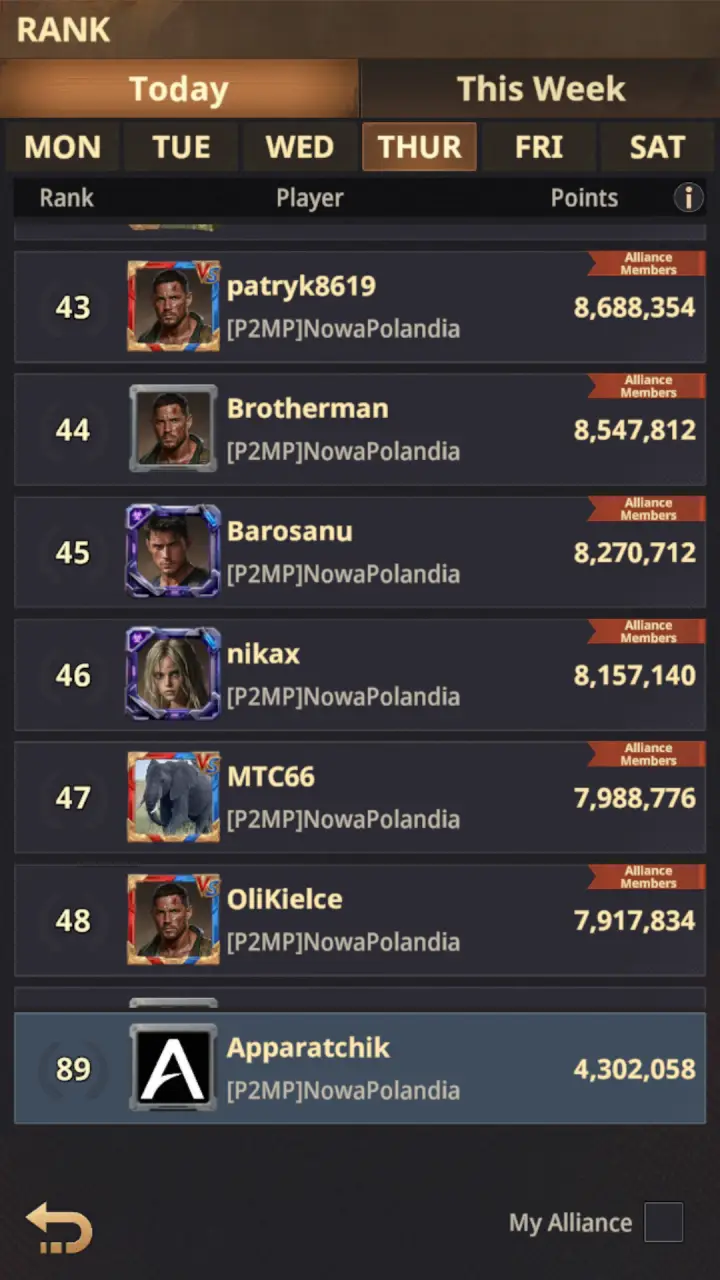 RANK
Today This Week
MON TUE WED THUR FRI SAT
Rank Player Points i
Alliance
Members
43 patryk8619 8,688,354
[P2MP]NowaPolandia
Alliance
Members
44 Brotherman 8,547,812
[P2MP]NowaPolandia
Alliance
Members
45 Barosanu 8,270,712
[P2MP]NowaPolandia
Alliance
Members
46 nikax 8,157,140
[P2MP]NowaPolandia
Alliance
Members
47 MTC66 7,988,776
[P2MP]NowaPolandia
Alliance
Members
48 OliKielce 7,917,834
[P2MP]NowaPolandia
89 Apparatchik 4,302,058
[P2MP]NowaPolandia
My Alliance